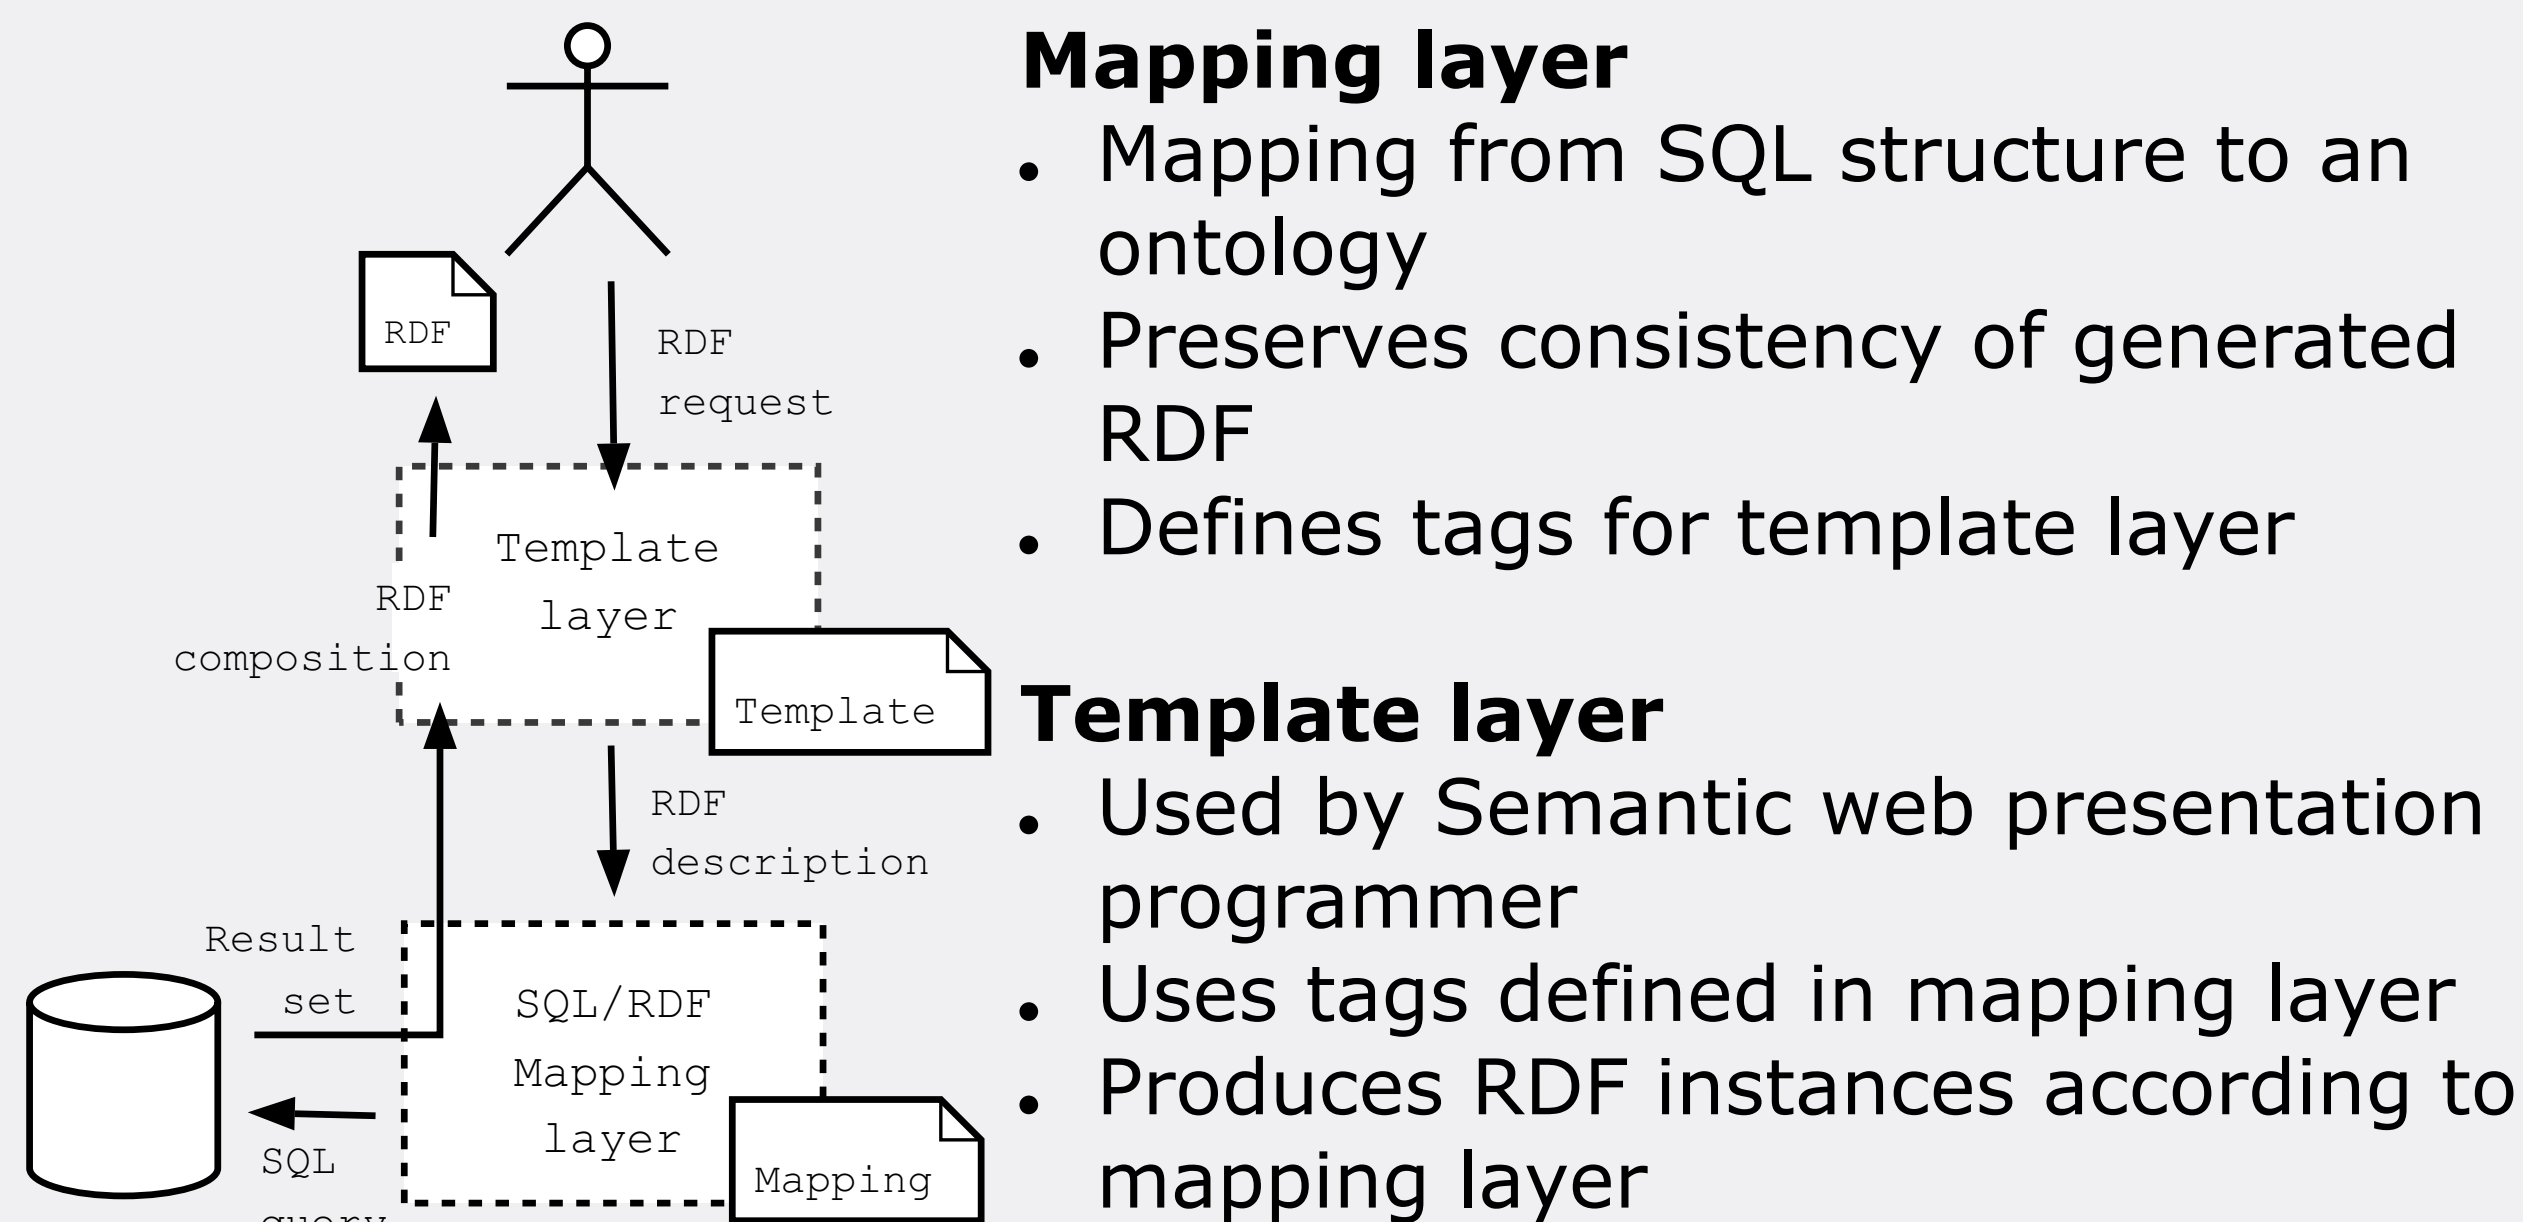 RDF
RDF
request
Template
layer
RDF
composition
Template
RDF
description
Result
set
SQL/RDF
Mapping
layer
Mapping
SQL
query
Mapping layer
• Mapping from SQL structure to an
ontology
• Preserves consistency of generated
RDF
• Defines tags for template layer
Template layer
• Used by Semantic web presentation
programmer
• Uses tags defined in mapping layer
• Produces RDF instances according to
mapping layer